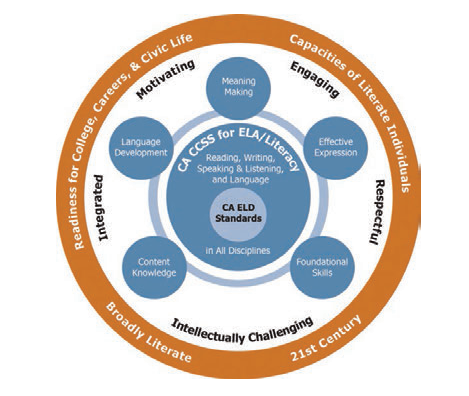 Readiness for College, Careers, & Civic Life
Capacities of Literate Individuals
Broadly Literate
21st Century
Motivating
Engaging
Integrated
Respectful
Intellectually Challenging
Meaning
Making
Language
Development
Effective
Expression
Content
Knowledge
Foundational
Skills
CA CCSS for ELA/Literacy
Reading, Writing,
Speaking & Listening,
and Language
CA ELD
Standards
in All Disciplines